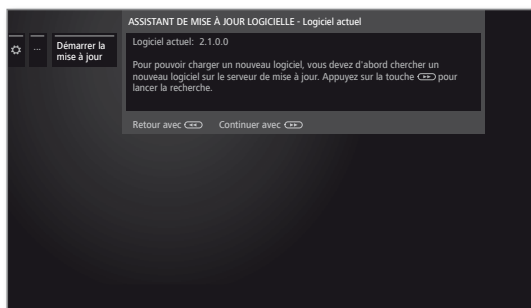 ASSISTANT DE MISE À JOUR LOGICIELLE - Logiciel actuel
...
Démarrer la
mise à jour
Logiciel actuel: 2.1.0.0
Pour pouvoir charger un nouveau logiciel, vous devez d'abord chercher un
nouveau logiciel sur le serveur de mise à jour. Appuyez sur la touche pour
lancer la recherche.
Retour avec Continuer avec